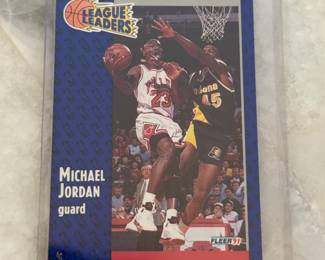 LEAGUE
LEADERS
23
45
MICHAEL
JORDAN
guard
FLEER '91